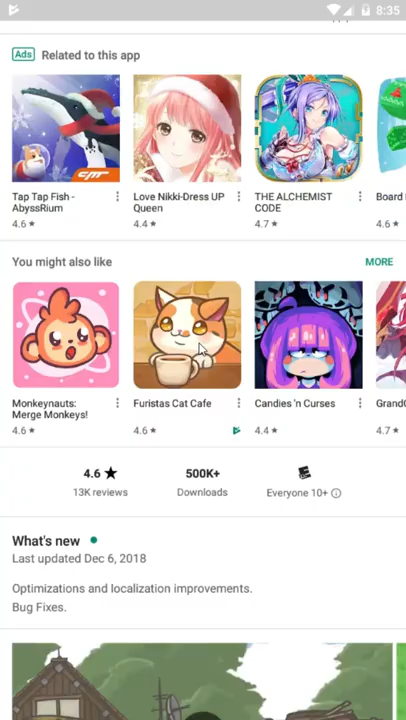 8:35
Ads Related to this app
Tap Tap Fish -
AbyssRium
4.6 ★
Love Nikki-Dress UP
Queen
4.4 ★
THE ALCHEMIST
CODE
4.7 ★
Board
4.6 ★
You might also like MORE
Monkeynauts:
Merge Monkeys!
4.6 ★
Furistas Cat Cafe
4.6 ★
Candies 'n Curses
4.4 ★
Grand
4.7 ★
4.6 ★
13K reviews
500K+
Downloads
E
Everyone 10+
What's new
Last updated Dec 6, 2018
Optimizations and localization improvements.
Bug Fixes.